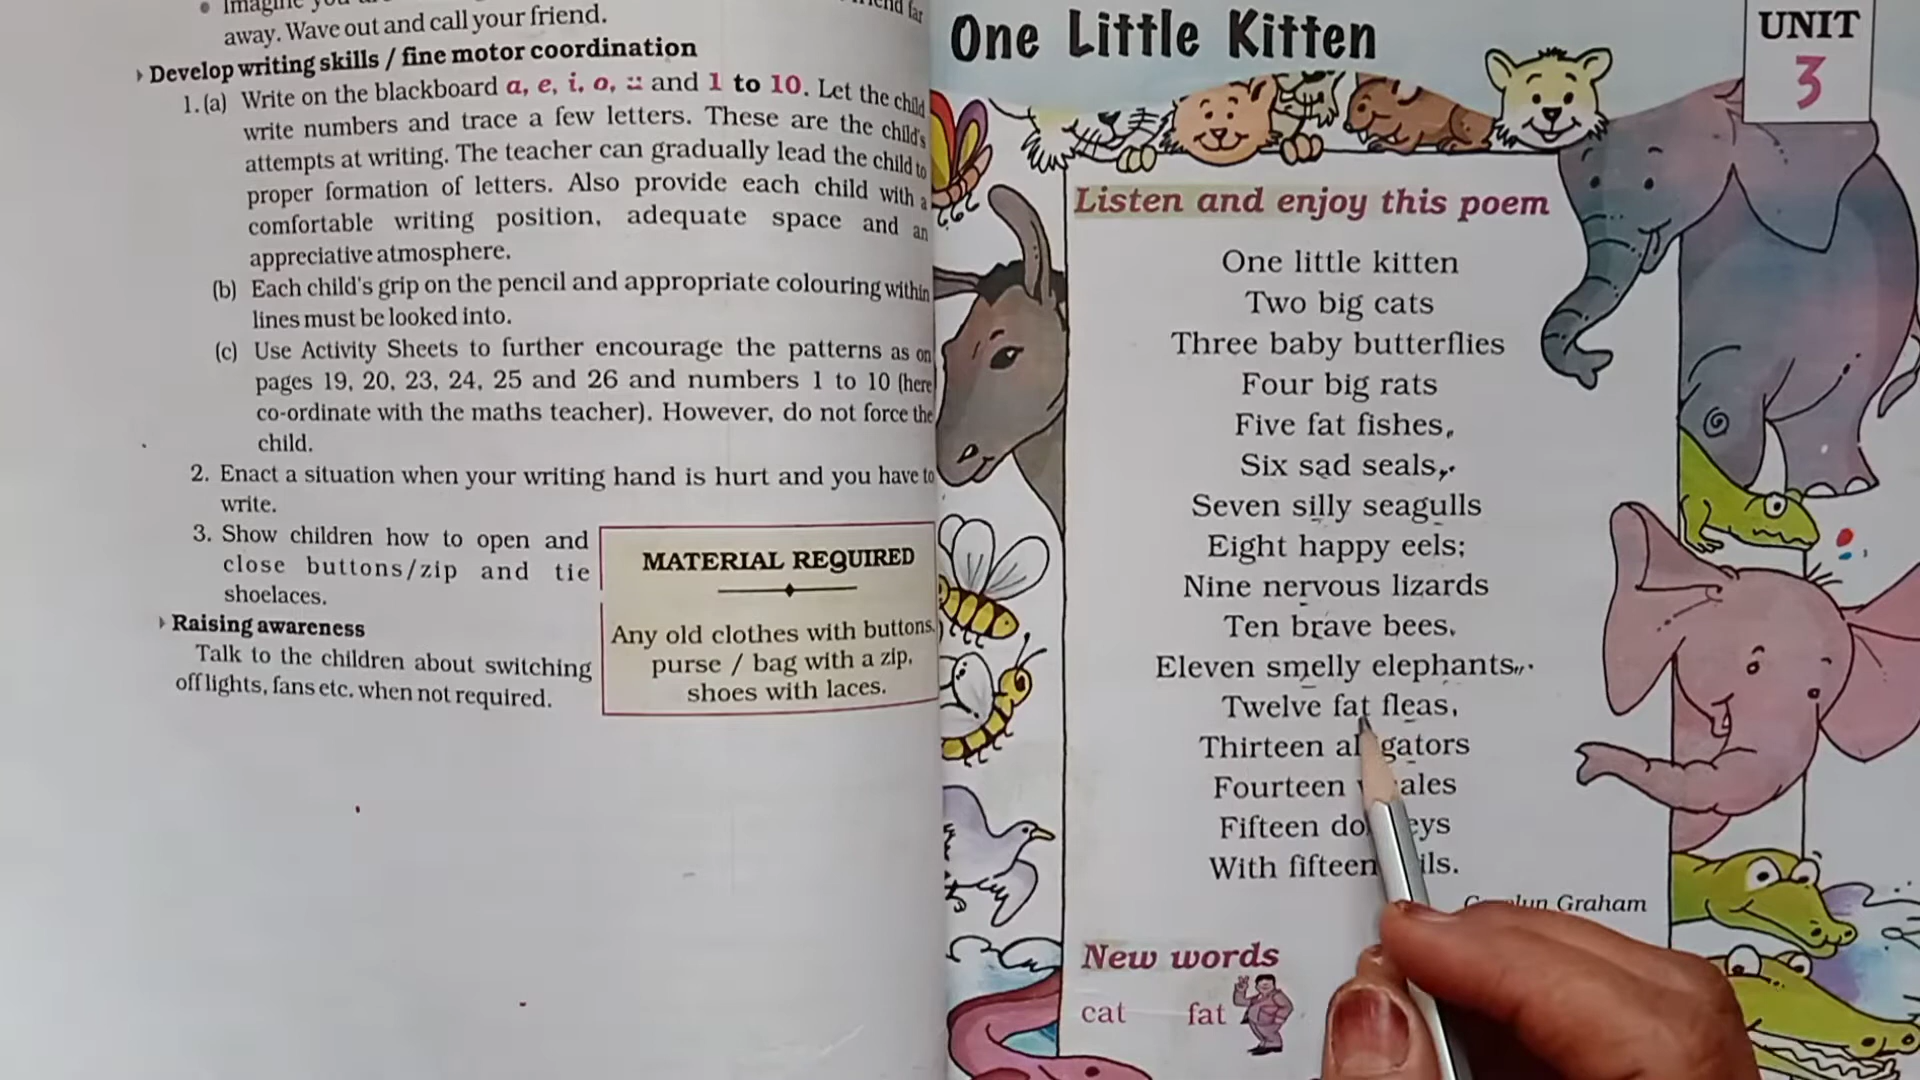 away. Wave out and call your friend.
Develop writing skills / fine motor coordination
1. (a) Write on the blackboard a, e, i, o, u and 1 to 10. Let the child
write numbers and trace a few letters. These are the child's
attempts at writing. The teacher can gradually lead the child to
proper formation of letters. Also provide each child with a
comfortable writing position, adequate space and an
appreciative atmosphere.
(b) Each child's grip on the pencil and appropriate colouring within
lines must be looked into.
(c) Use Activity Sheets to further encourage the patterns as on
pages 19, 20, 23, 24, 25 and 26 and numbers 1 to 10 (here
co-ordinate with the maths teacher). However, do not force the
child.
2. Enact a situation when your writing hand is hurt and you have to
write.
3. Show children how to open and
close buttons/zip and tie
shoelaces.
Raising awareness
Talk to the children about switching
off lights, fans etc. when not required.
MATERIAL REQUIRED
Any old clothes with buttons,
purse / bag with a zip,
shoes with laces.
One Little Kitten
UNIT
3
Listen and enjoy this poem
One little kitten
Two big cats
Three baby butterflies
Four big rats
Five fat fishes,
Six sad seals,
Seven silly seagulls
Eight happy eels;
Nine nervous lizards
Ten brave bees,
Eleven smelly elephants,
Twelve fat fleas,
Thirteen gators
Fourteen ales
Fifteen
With fifteen
Graham
New words
cat fat